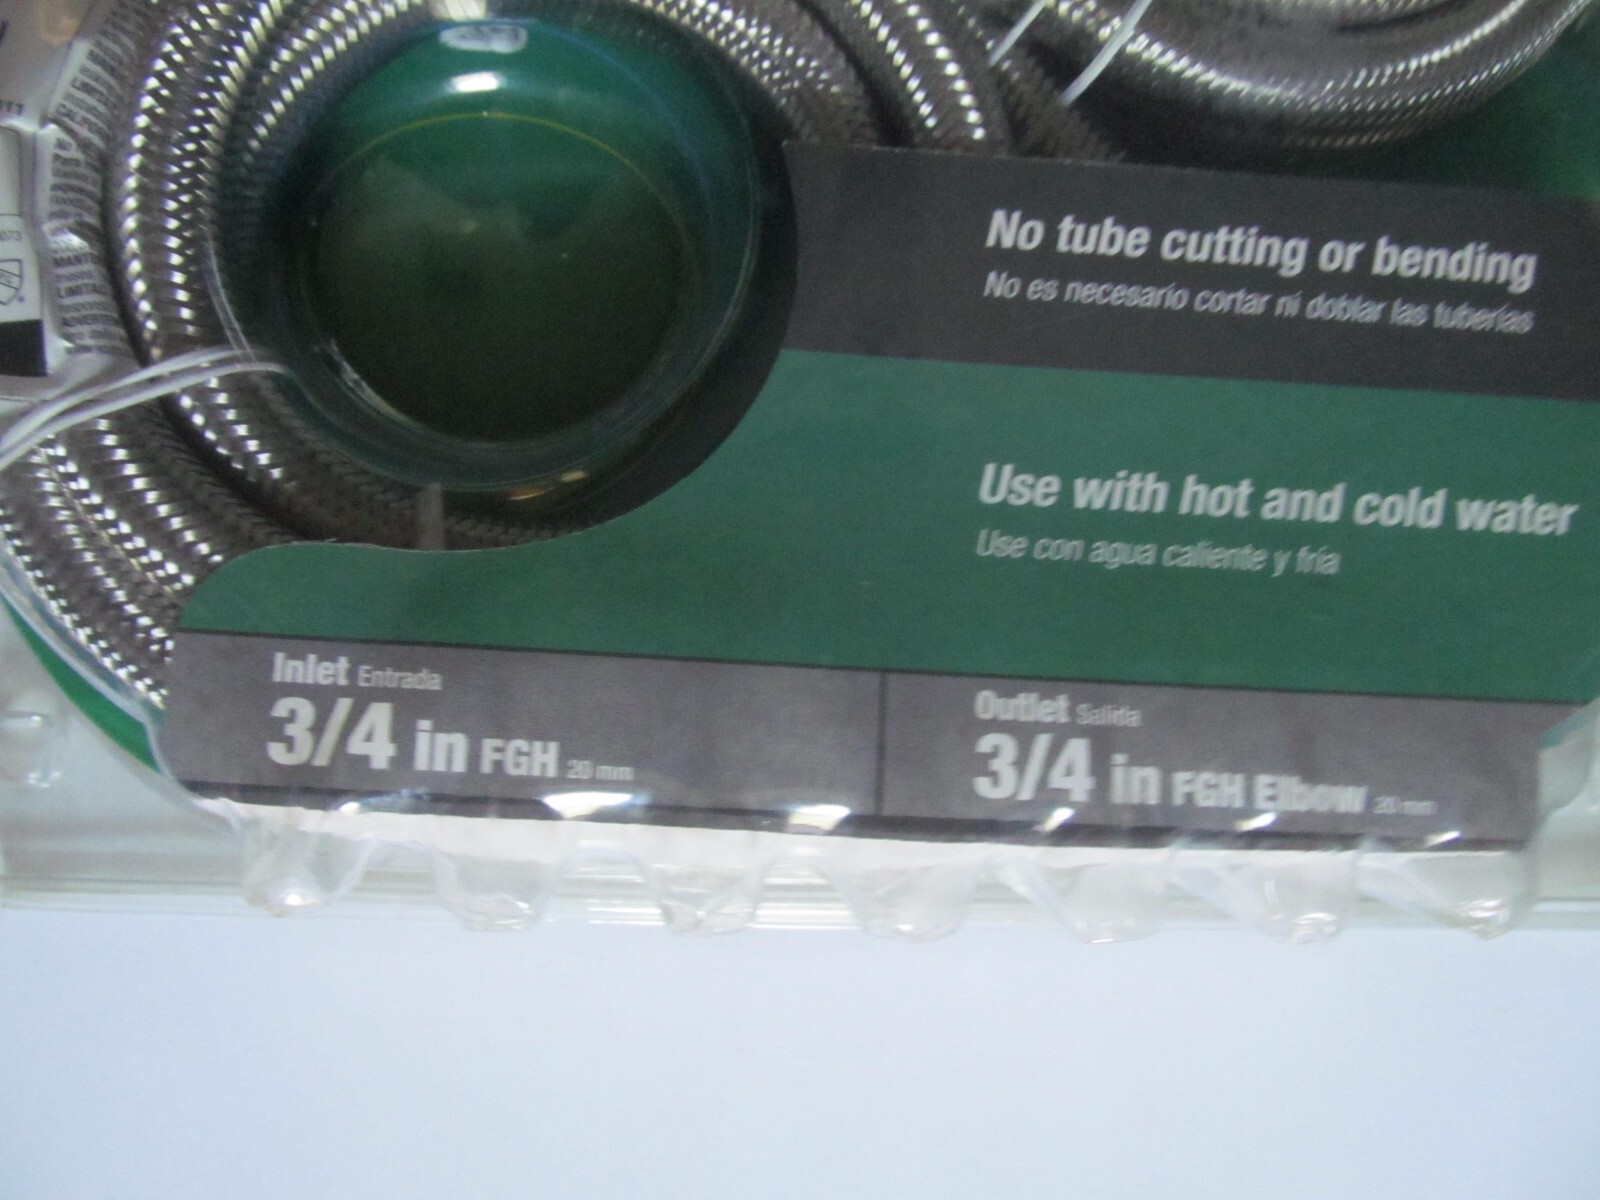 No tube cutting or bending
No es necesario cortar ni doblar las tuberías
Use with hot and cold water
Use con agua caliente y fría
Inlet Entrada
3/4 in FGH 20 mm
Outlet Salida
3/4 in FGH Elbow 20 mm